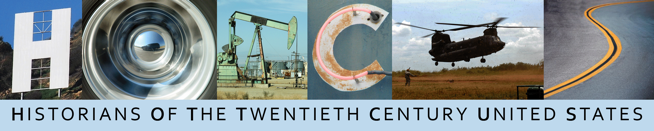 H C
HISTORIANS OF THE TWENTIETH CENTURY UNITED STATES